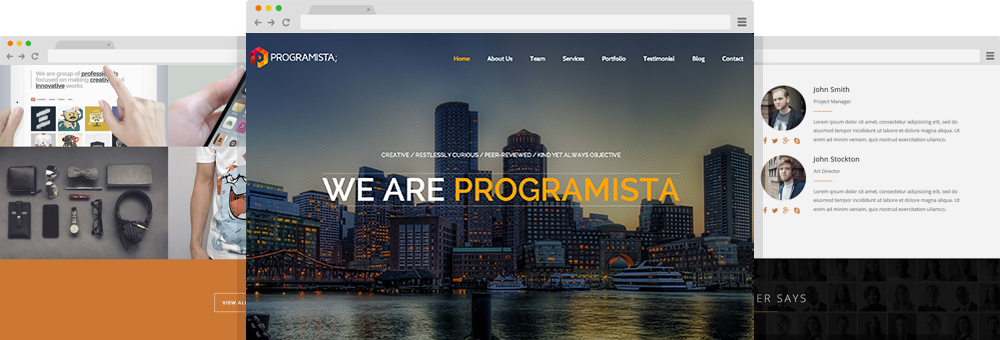 We are group of
focused on making
innovative works
VIEW
PROGRAMISTA;
Home About Us Team Services Portfolio Testimonial Blog Contact
CREATIVE / RESTLESSLY CURIOUS / PEER-REVIEWED / KIND YET ALWAYS OBJECTIVE
WE ARE PROGRAMISTA
John Smith
Project Manager
Lorem ipsum dolor sit amet, consectetur adipisicing elit, sed do
eiusmod tempor incididunt ut labore et dolore magna aliqua. Ut
enim ad minim veniam, quis nostrud exercitation ullamco.
John Stockton
Art Director
Lorem ipsum dolor sit amet, consectetur adipisicing elit, sed do
eiusmod tempor incididunt ut labore et dolore magna aliqua. Ut
enim ad minim veniam, quis nostrud exercitation ullamco.
ER SAYS